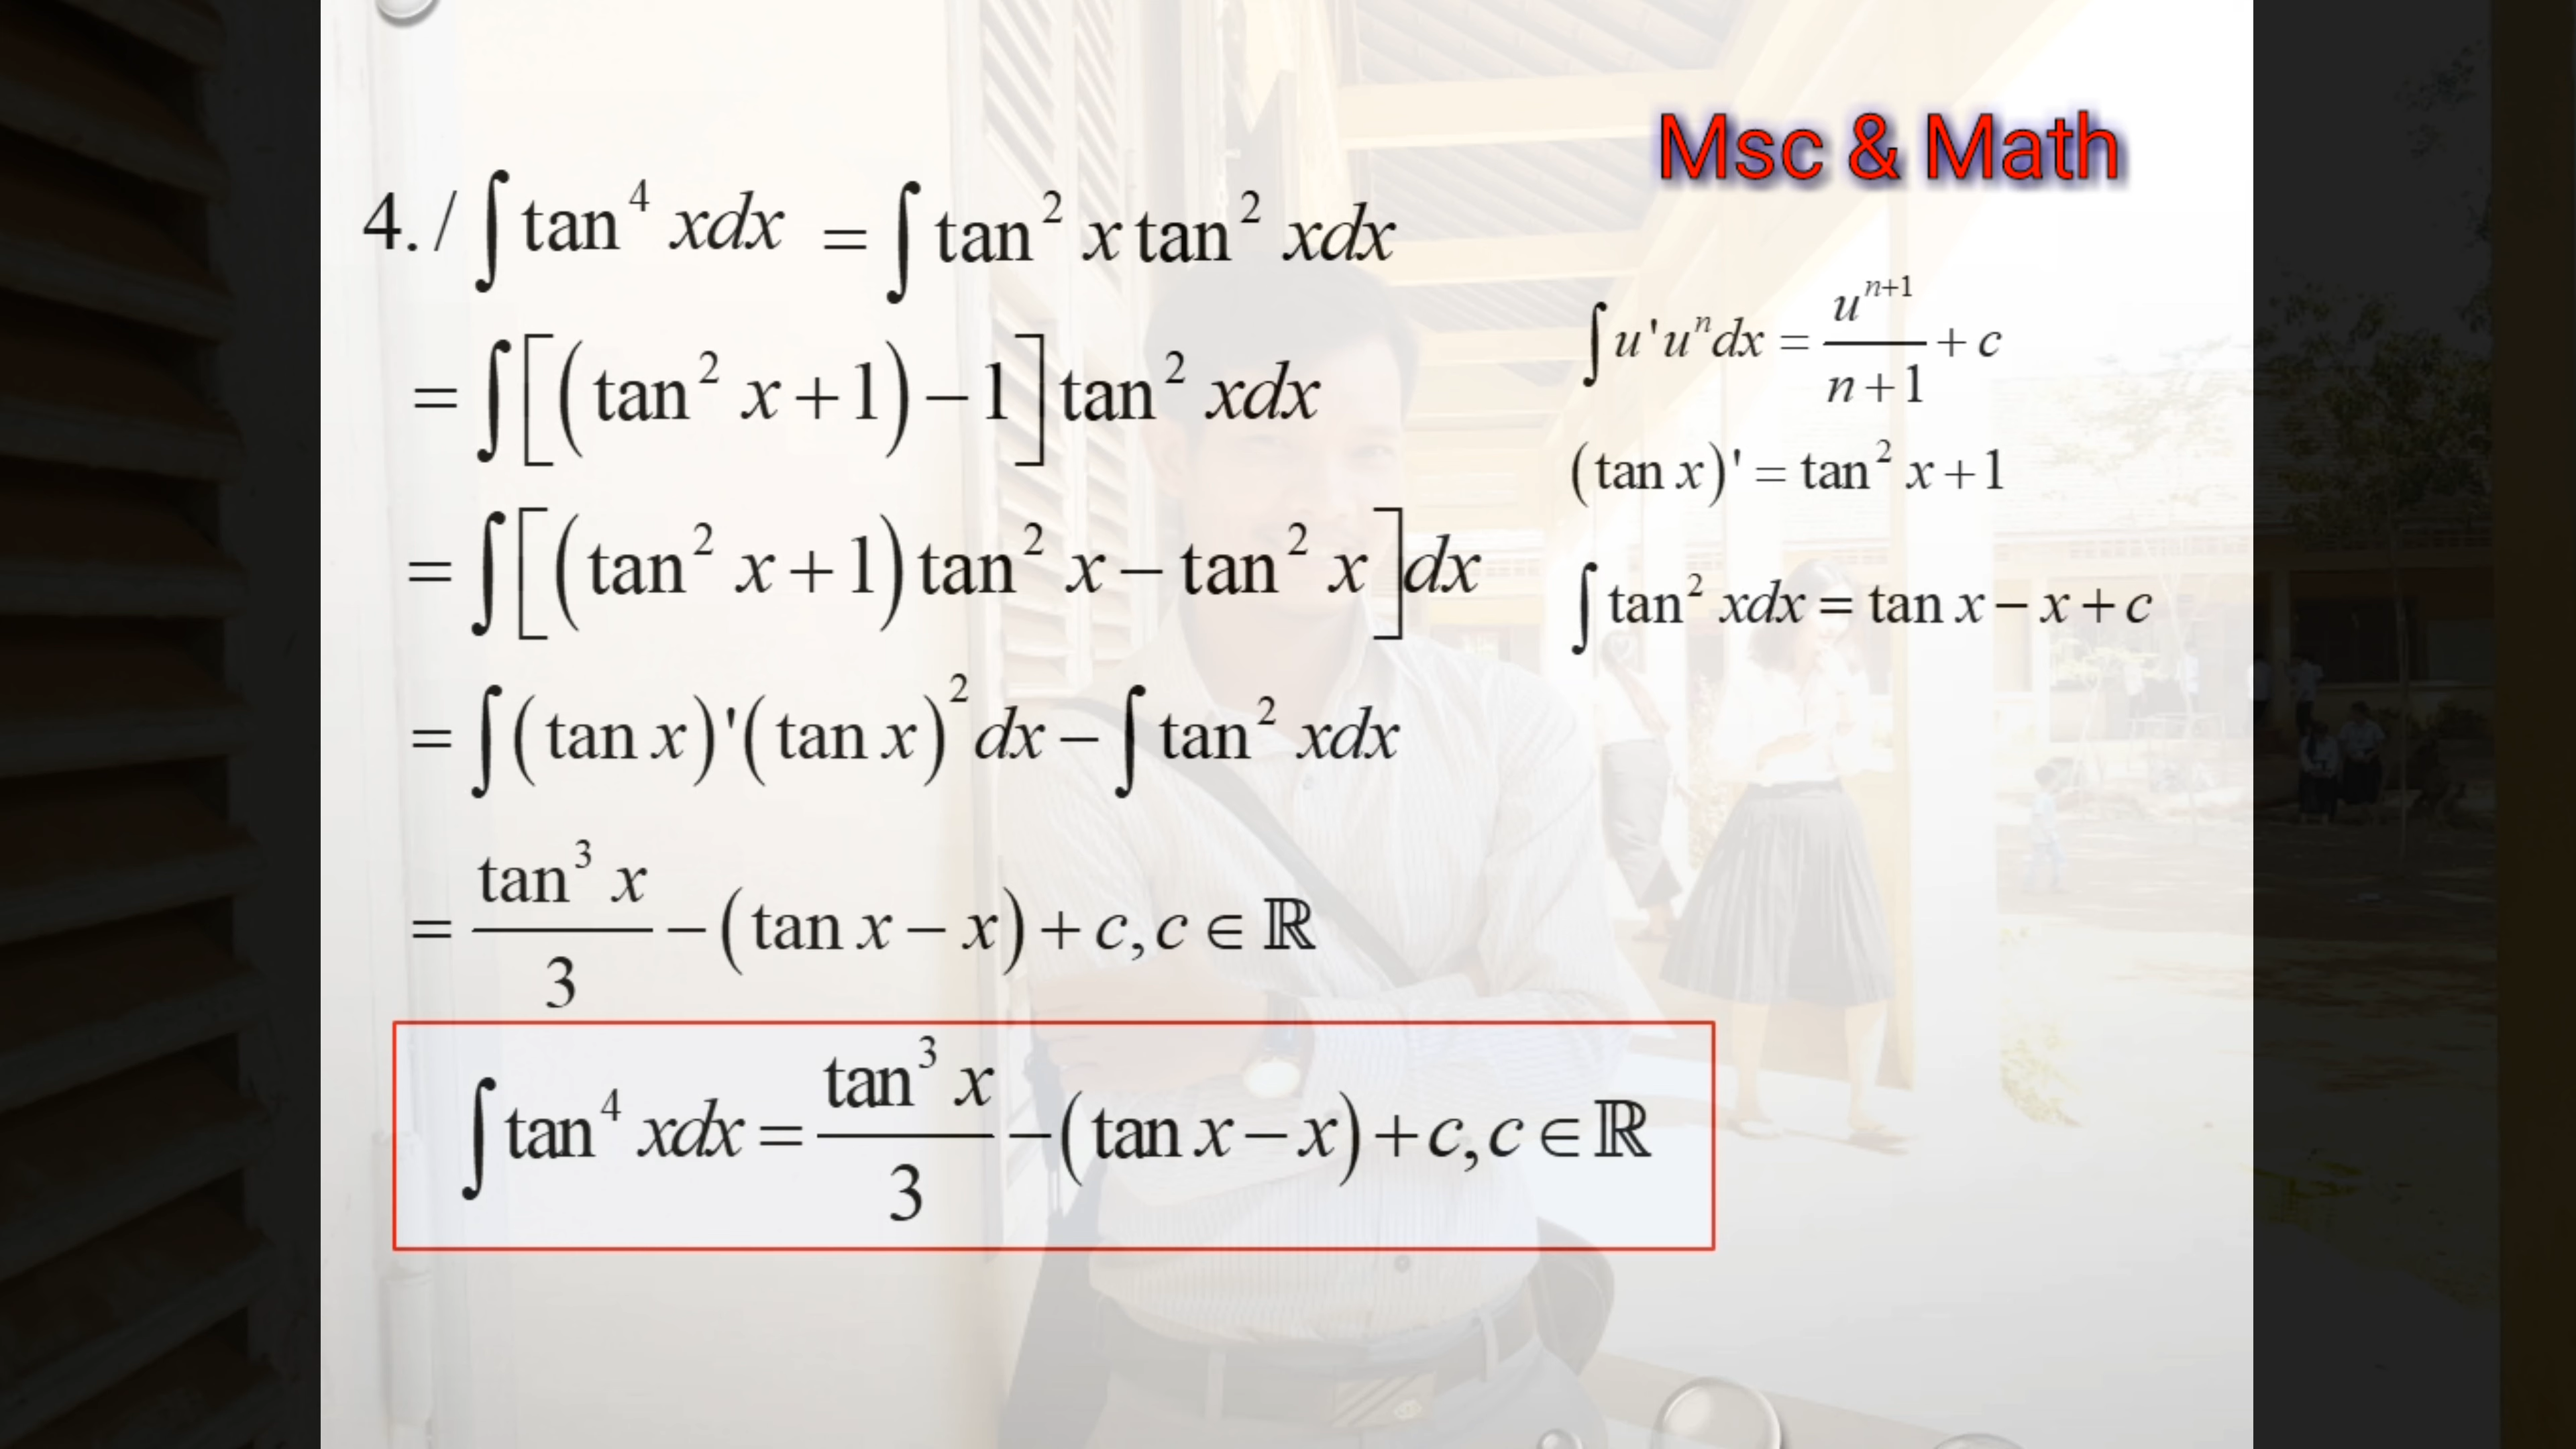 Msc & Math
4./ ∫ tan⁴ xdx = ∫ tan² x tan² xdx
= ∫[(tan² x+1)−1] tan² xdx
= ∫[(tan² x+1) tan² x − tan² x]dx
= ∫(tan x)'(tan x)² dx − ∫ tan² xdx
= tan³ x / 3 − (tan x − x) + c, c ∈ ℝ
∫ tan⁴ xdx = tan³ x / 3 − (tan x − x) + c, c ∈ ℝ
∫ u'uⁿdx = uⁿ⁺¹ / n+1 + c
(tan x)' = tan² x+1
∫ tan² xdx = tan x − x + c